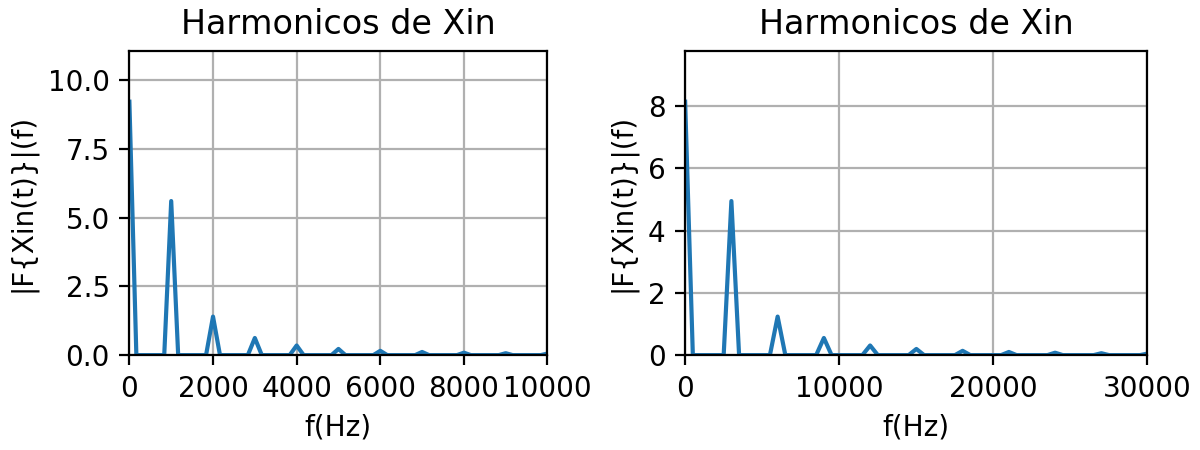 Harmonicos de Xin
|F{Xin(t)}|(f)
10.0
7.5
5.0
2.5
0.0
0 2000 4000 6000 8000 10000
f(Hz)
Harmonicos de Xin
|F{Xin(t)}|(f)
8
6
4
2
0
0 10000 20000 30000
f(Hz)